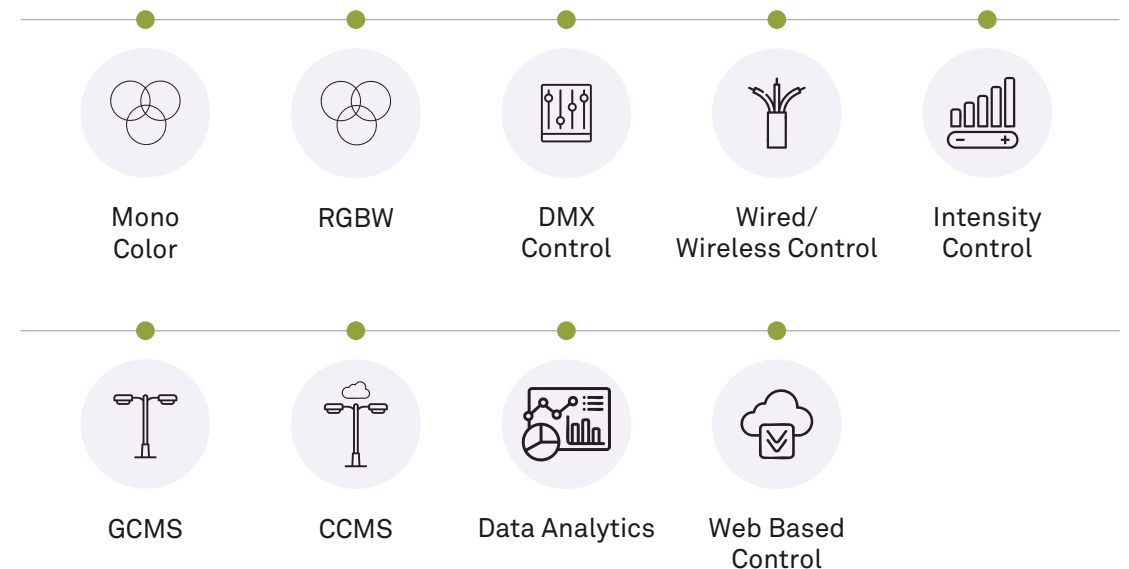 Mono
Color
RGBW
DMX
Control
Wired/
Wireless Control
Intensity
Control
GCMS
CCMS
Data Analytics
Web Based
Control